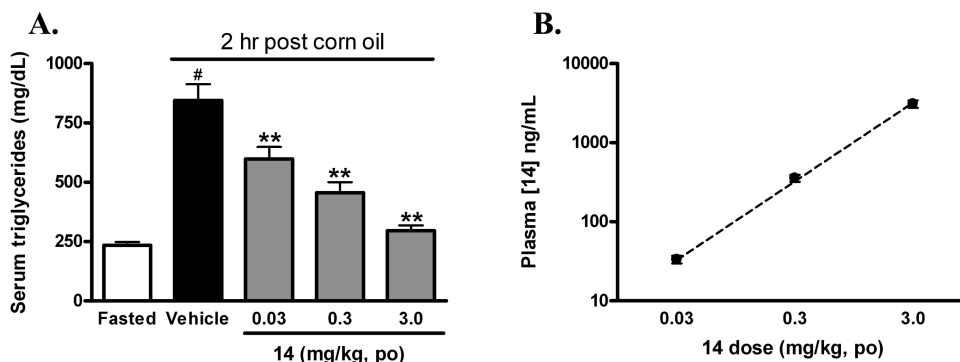 A.
2 hr post corn oil
Serum triglycerides (mg/dL)
1000
750
500
250
0
#
**
**
**
Fasted Vehicle 0.03 0.3 3.0
14 (mg/kg, po)
B.
Plasma [14] ng/mL
10000
1000
100
10
0.03 0.3 3.0
14 dose (mg/kg, po)